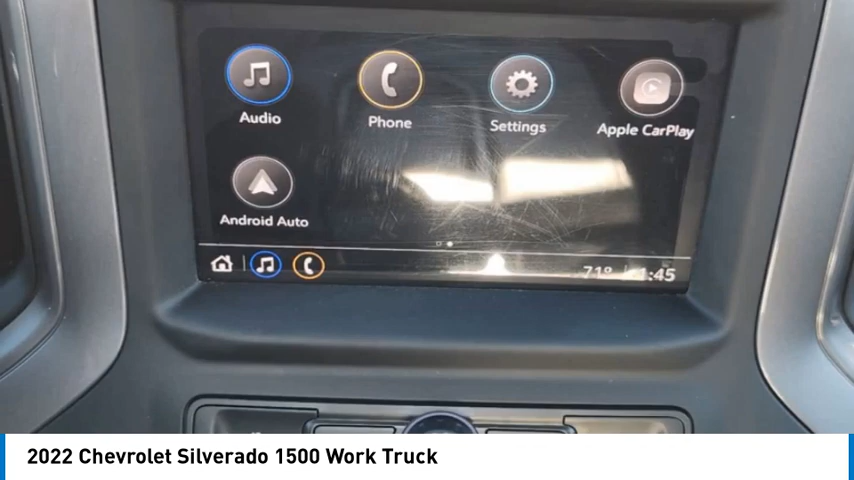 Audio
Phone
Settings
Apple CarPlay
Android Auto
71°
2022 Chevrolet Silverado 1500 Work Truck